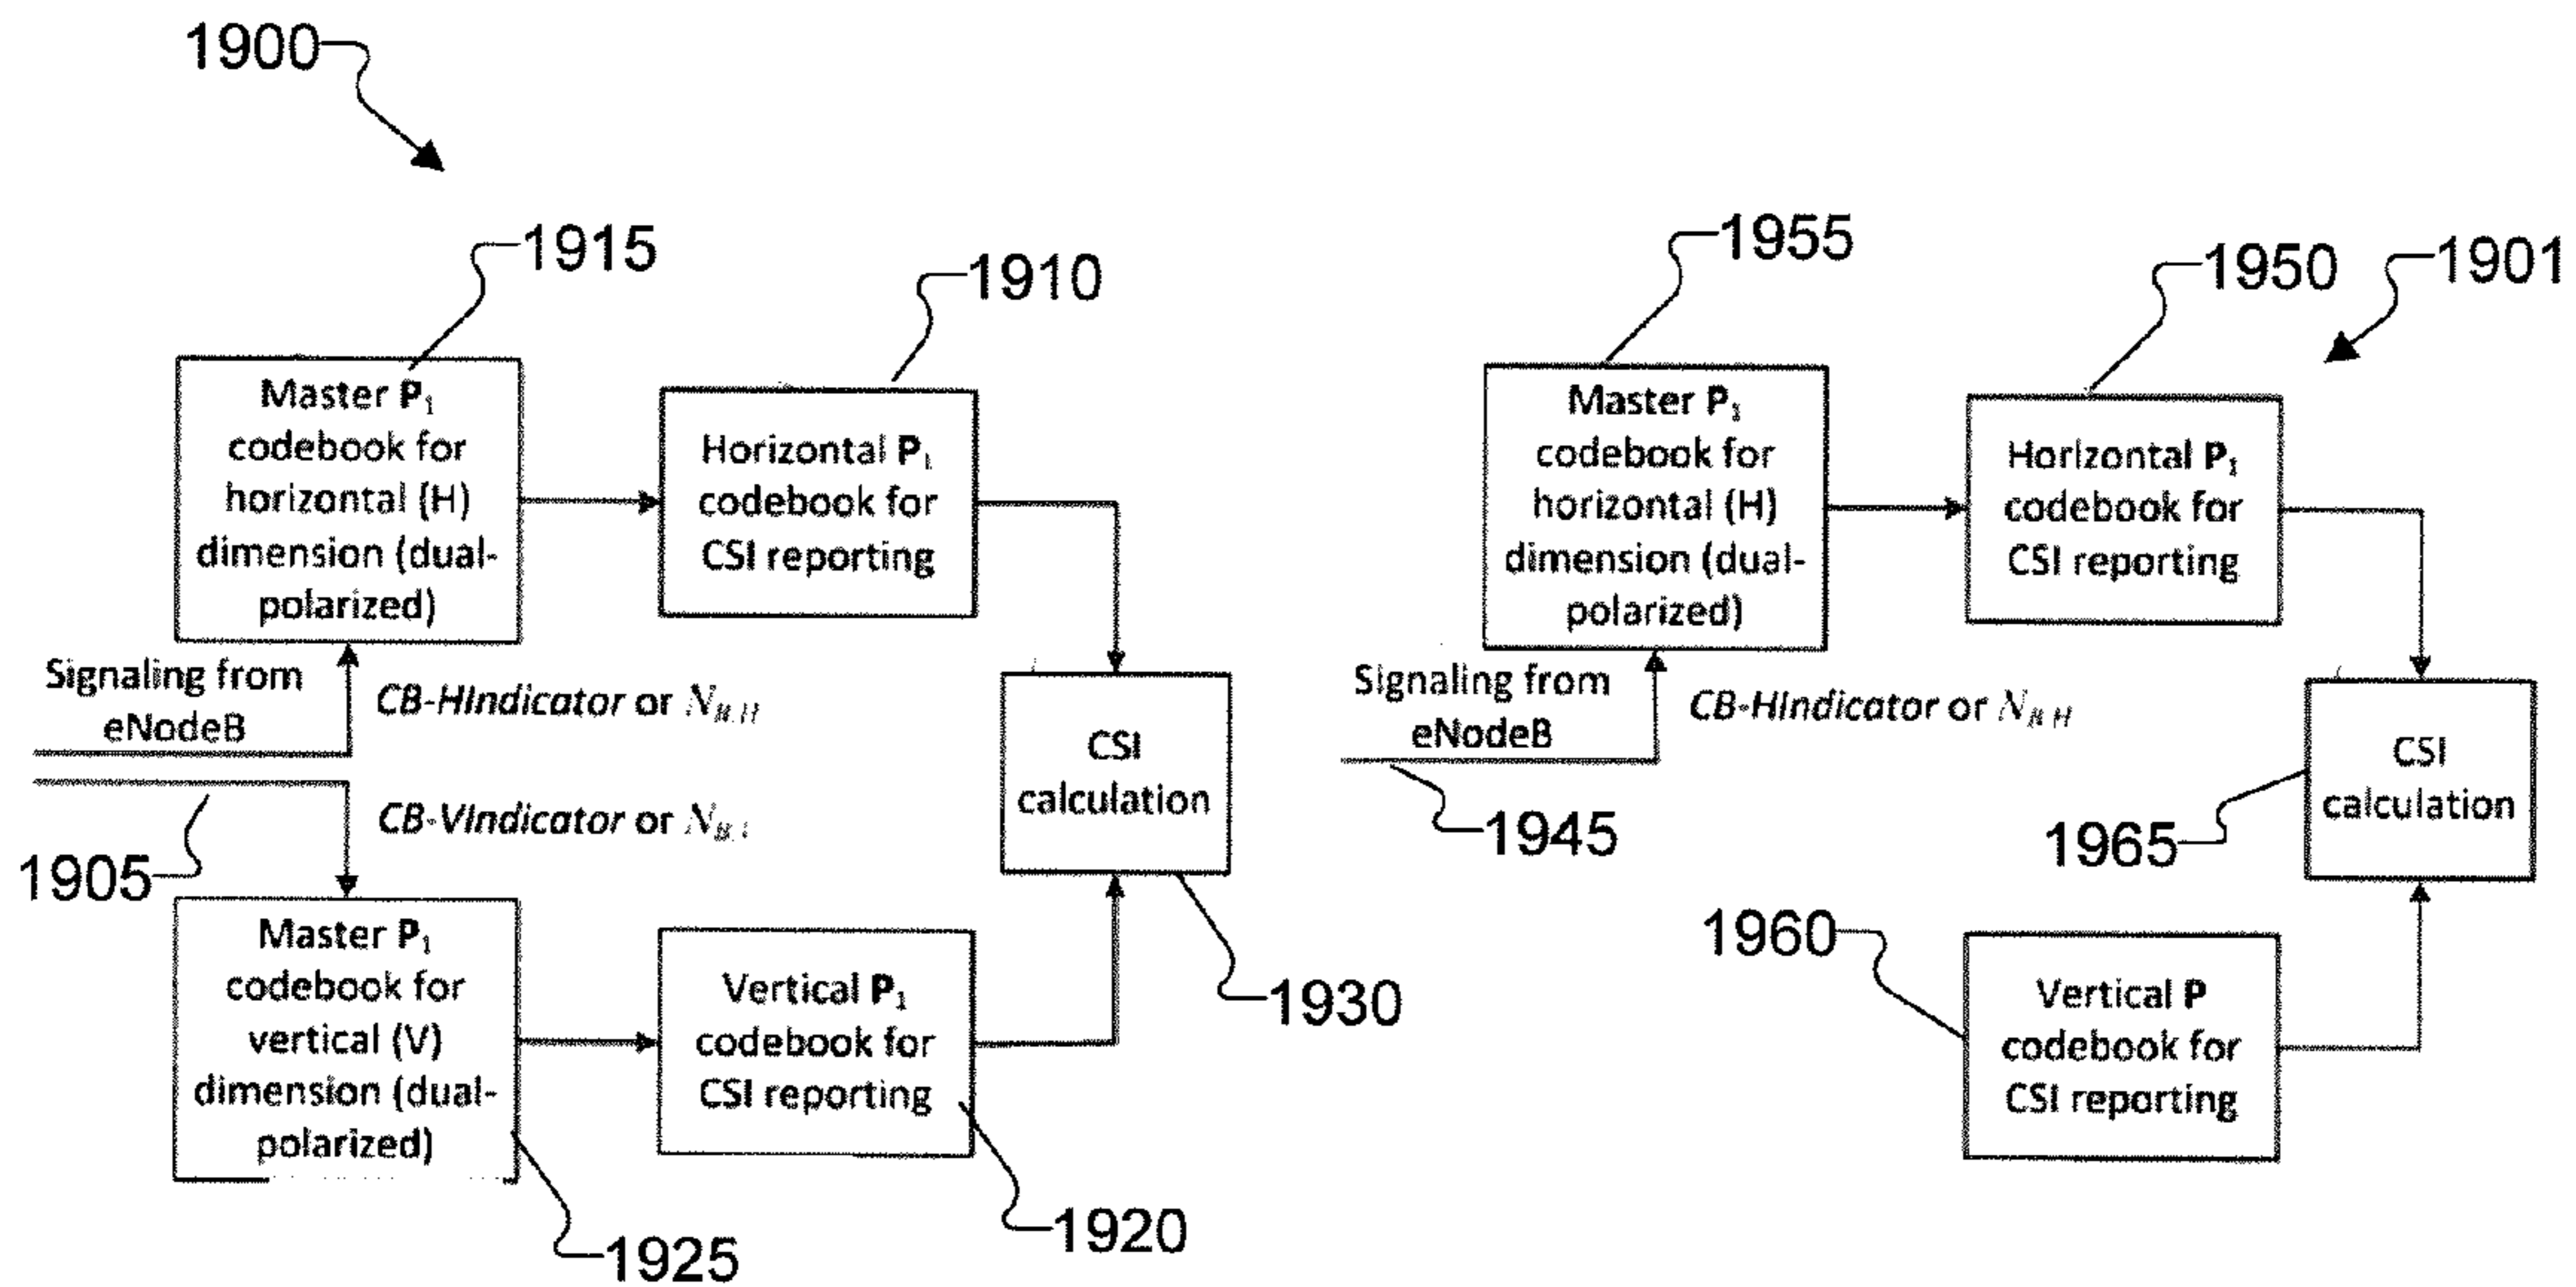 1900
1915
1910
Master P₁
codebook for
horizontal (H)
dimension (dual-
polarized)
Horizontal P₁
codebook for
CSI reporting
Signaling from
eNodeB
CB-HIndicator or
CB-VIndicator or
1905
CSI
calculation
1930
Master P₁
codebook for
vertical (V)
dimension (dual-
polarized)
Vertical P₁
codebook for
CSI reporting
1925
1920
1955
1950
1901
Master P₁
codebook for
horizontal (H)
dimension (dual-
polarized)
Horizontal P₁
codebook for
CSI reporting
Signaling from
eNodeB
CB-HIndicator or
1945
CSI
calculation
1965
1960
Vertical P
codebook for
CSI reporting